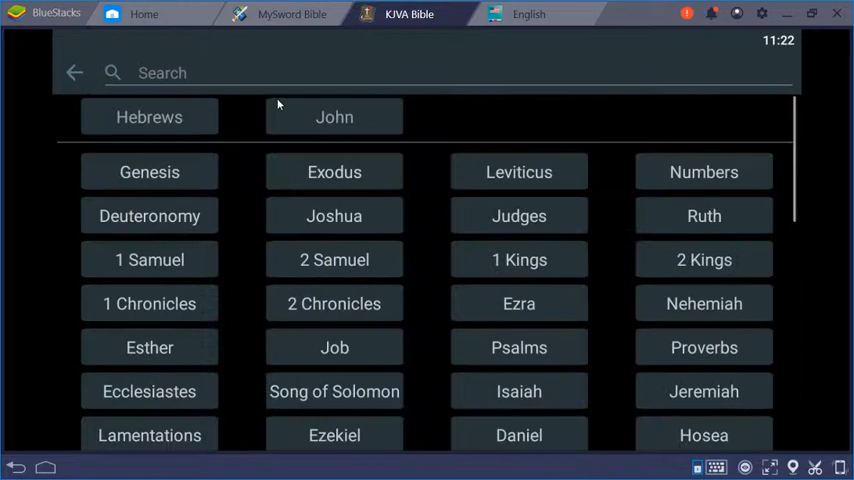 BlueStacks Home MySword Bible KJVA Bible English
11:22
Search
Hebrews John
Genesis Exodus Leviticus Numbers
Deuteronomy Joshua Judges Ruth
1 Samuel 2 Samuel 1 Kings 2 Kings
1 Chronicles 2 Chronicles Ezra Nehemiah
Esther Job Psalms Proverbs
Ecclesiastes Song of Solomon Isaiah Jeremiah
Lamentations Ezekiel Daniel Hosea